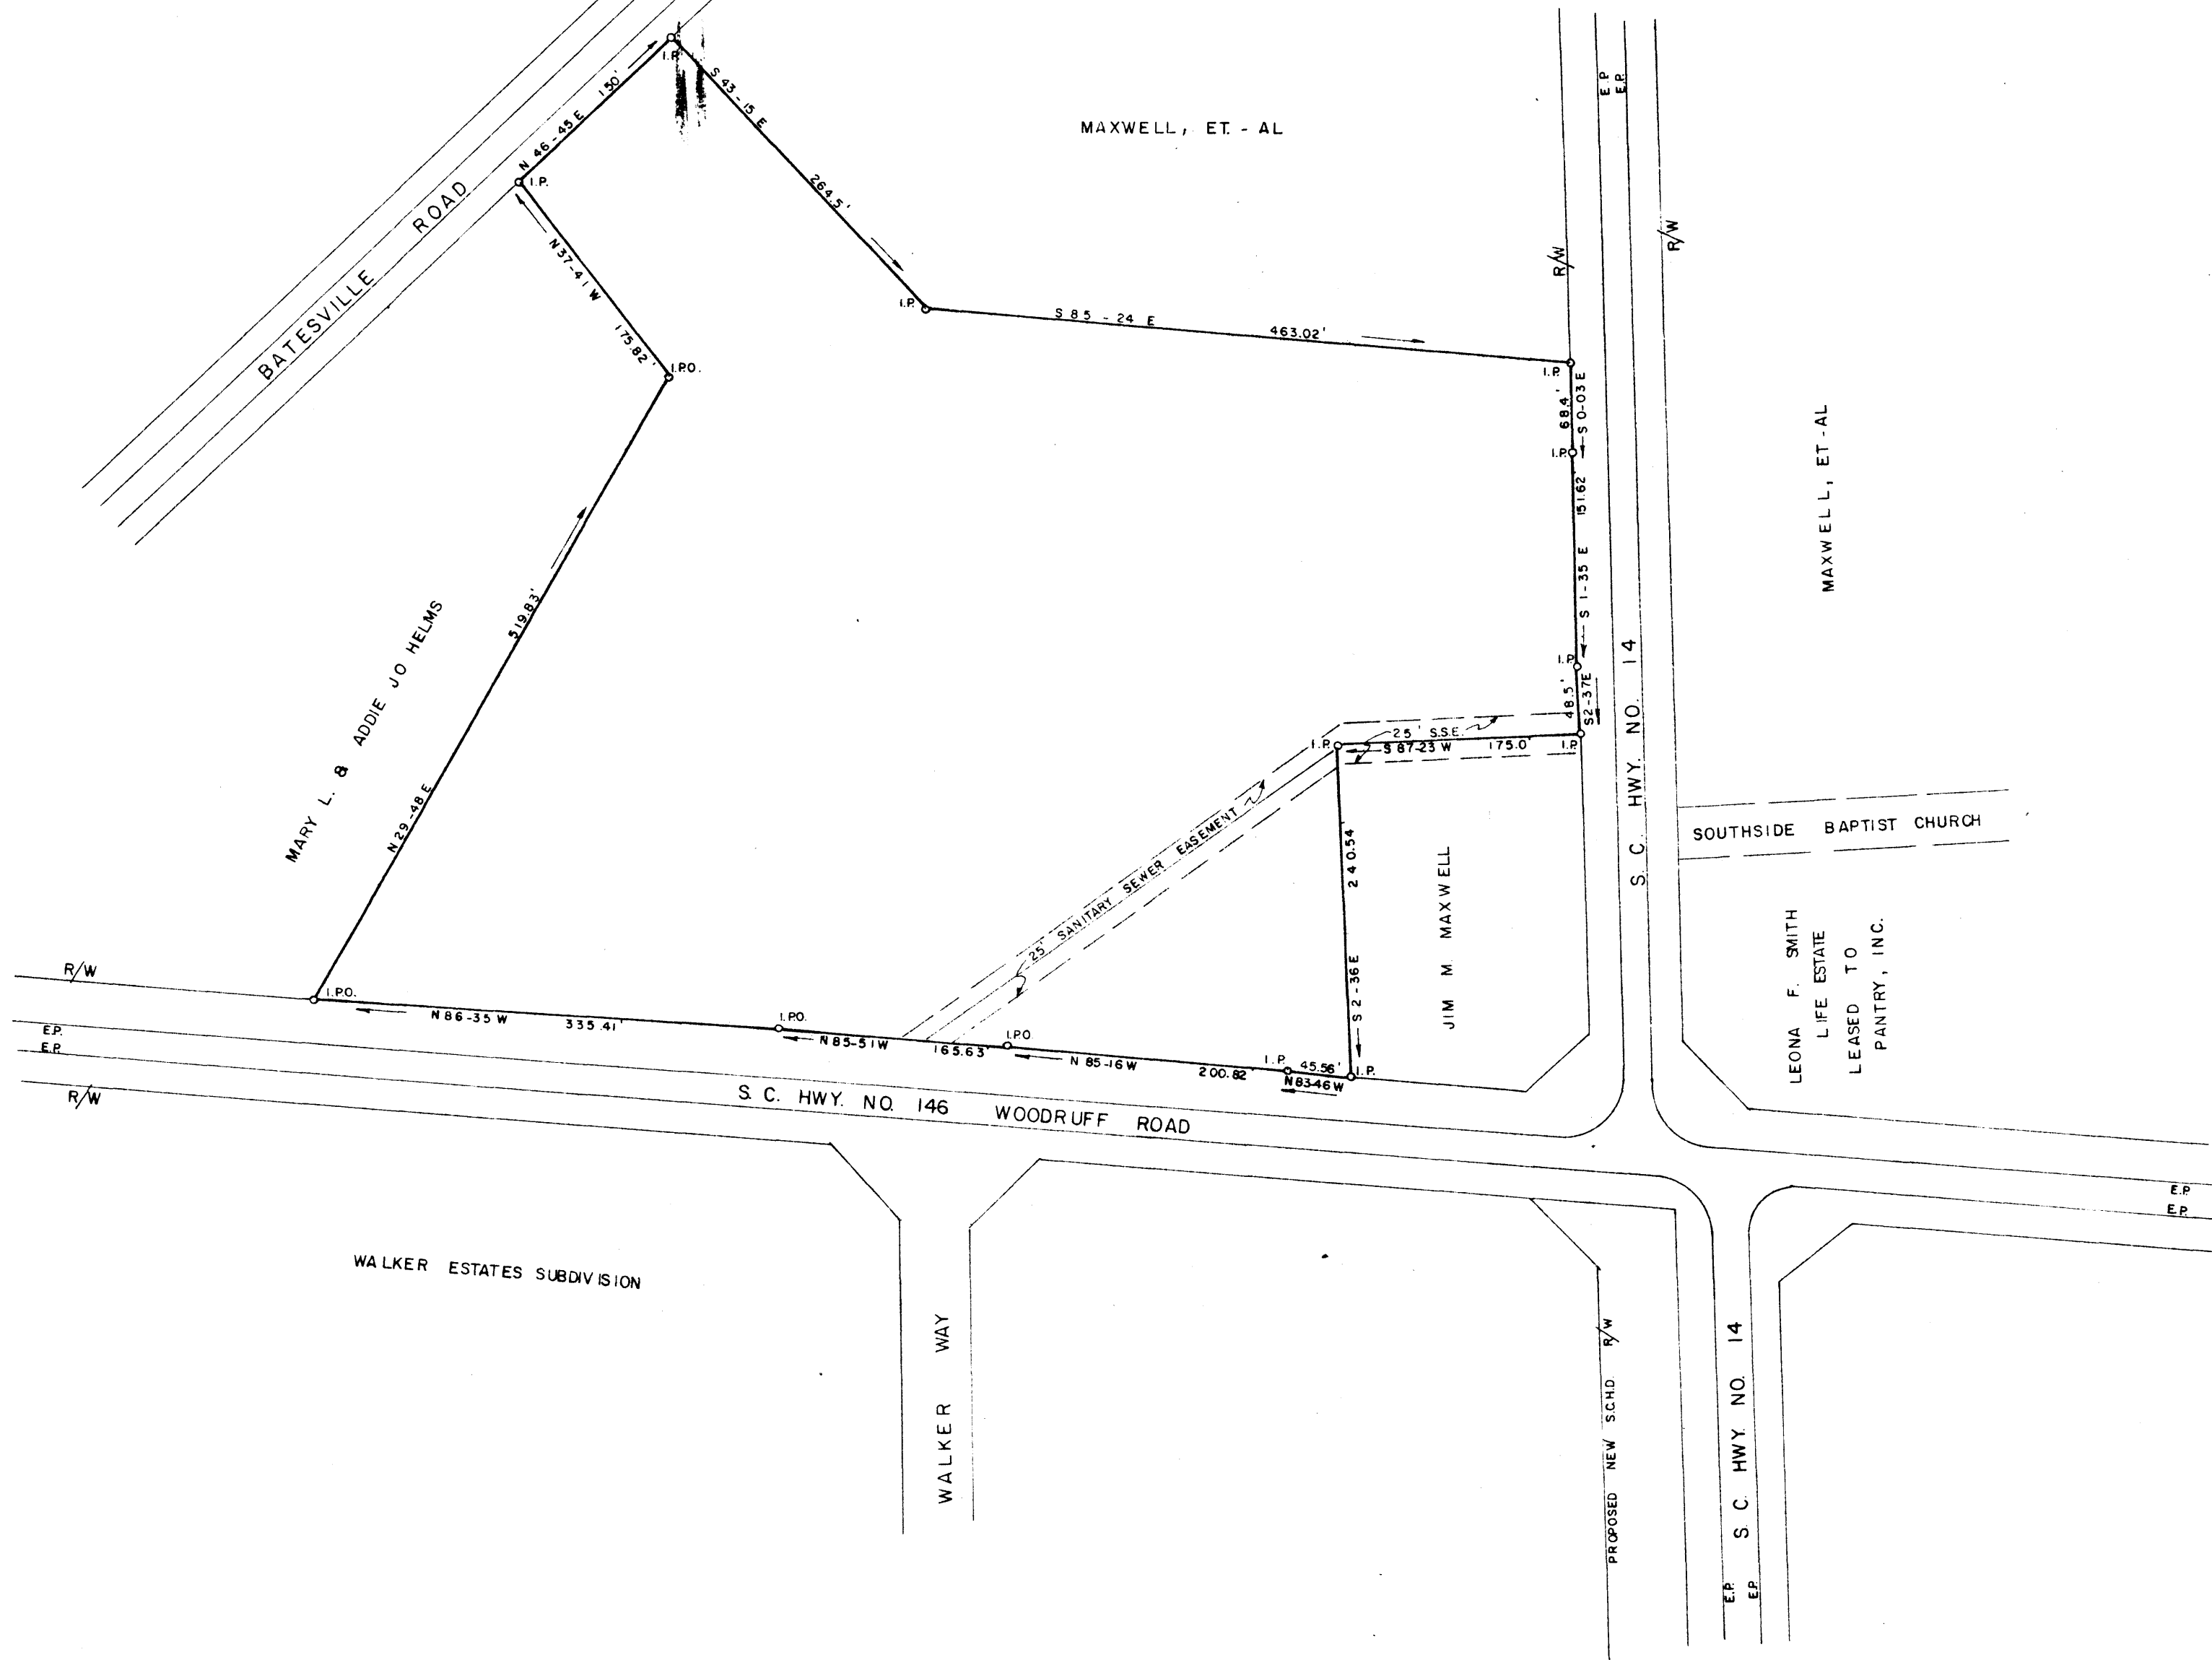 I.P.
N 46-45 E 150'
S 43-15 E
264.5'
MAXWELL, ET. - AL
E.P.
E.P.
R/W
R/W
BATESVILLE ROAD
I.P.
N 37-41 W
175.82'
I.P.O.
I.P.
S 85 - 24 E 463.02'
I.P.
68.4'
S 0-03 E
I.P.
151.62'
S 1-35 E
I.P.
48.5'
S 2-37 E
I.P.
25' S.S.E.
S 87-23 W 175.0'
I.P.
MAXWELL, ET - AL
S. C. HWY. NO. 14
519.83'
N 29-48 E
MARY L. & ADDIE JO HELMS
25' SANITARY SEWER EASEMENT
240.54'
S 2-36 E
JIM M. MAXWELL
SOUTHSIDE BAPTIST CHURCH
LEONA F. SMITH
LIFE ESTATE
LEASED TO
PANTRY, INC.
R/W
I.P.O.
N 86-35 W 335.41'
I.P.O.
N 85-51 W 165.63'
I.P.O.
N 85-16 W 200.82'
I.P.
45.56'
N 83-46 W
I.P.
E.P.
E.P.
R/W
S. C. HWY. NO. 146 WOODRUFF ROAD
E.P.
E.P.
WALKER ESTATES SUBDIVISION
WALKER WAY
PROPOSED NEW S.C.H.D. R/W
S. C. HWY. NO. 14
E.P.
E.P.